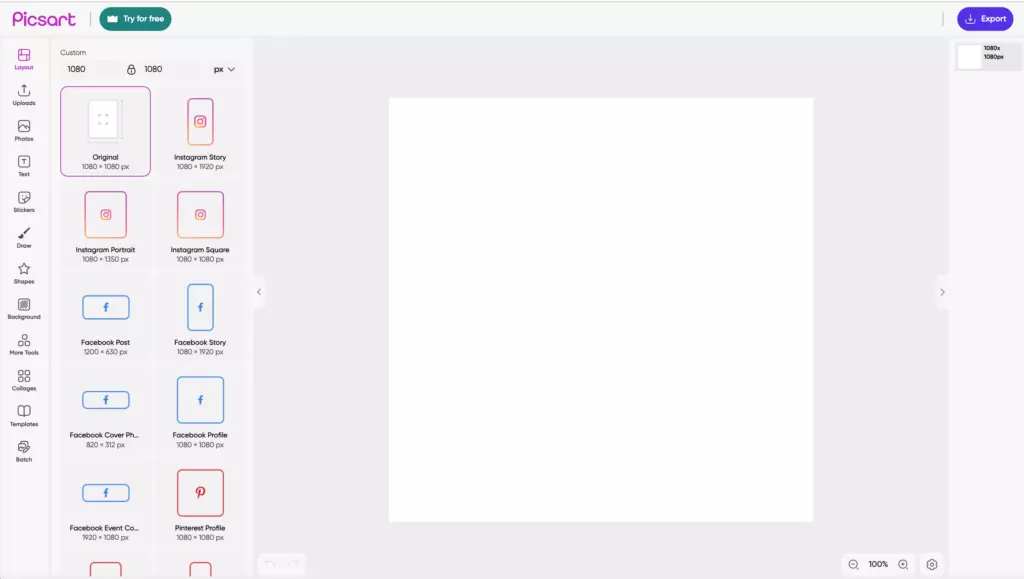 Picsart
Try for free
Export
Layout
Uploads
Photos
Text
Stickers
Draw
Shapes
Background
More Tools
Collages
Templates
Batch
Custom
1080 1080 px
Original
1080 × 1080 px
Instagram Story
1080 × 1920 px
Instagram Portrait
1080 × 1350 px
Instagram Square
1080 × 1080 px
Facebook Post
1200 × 630 px
Facebook Story
1080 × 1920 px
Facebook Cover Ph...
820 × 312 px
Facebook Profile
1080 × 1080 px
Facebook Event Co...
1920 × 1080 px
Pinterest Profile
1080 × 1080 px
100%
1080x
1080px